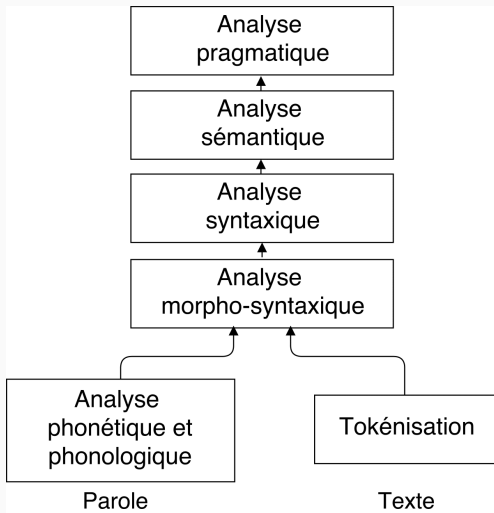 Analyse
pragmatique
Analyse
sémantique
Analyse
syntaxique
Analyse
morpho-syntaxique
Analyse
phonétique et
phonologique
Tokénisation
Parole
Texte